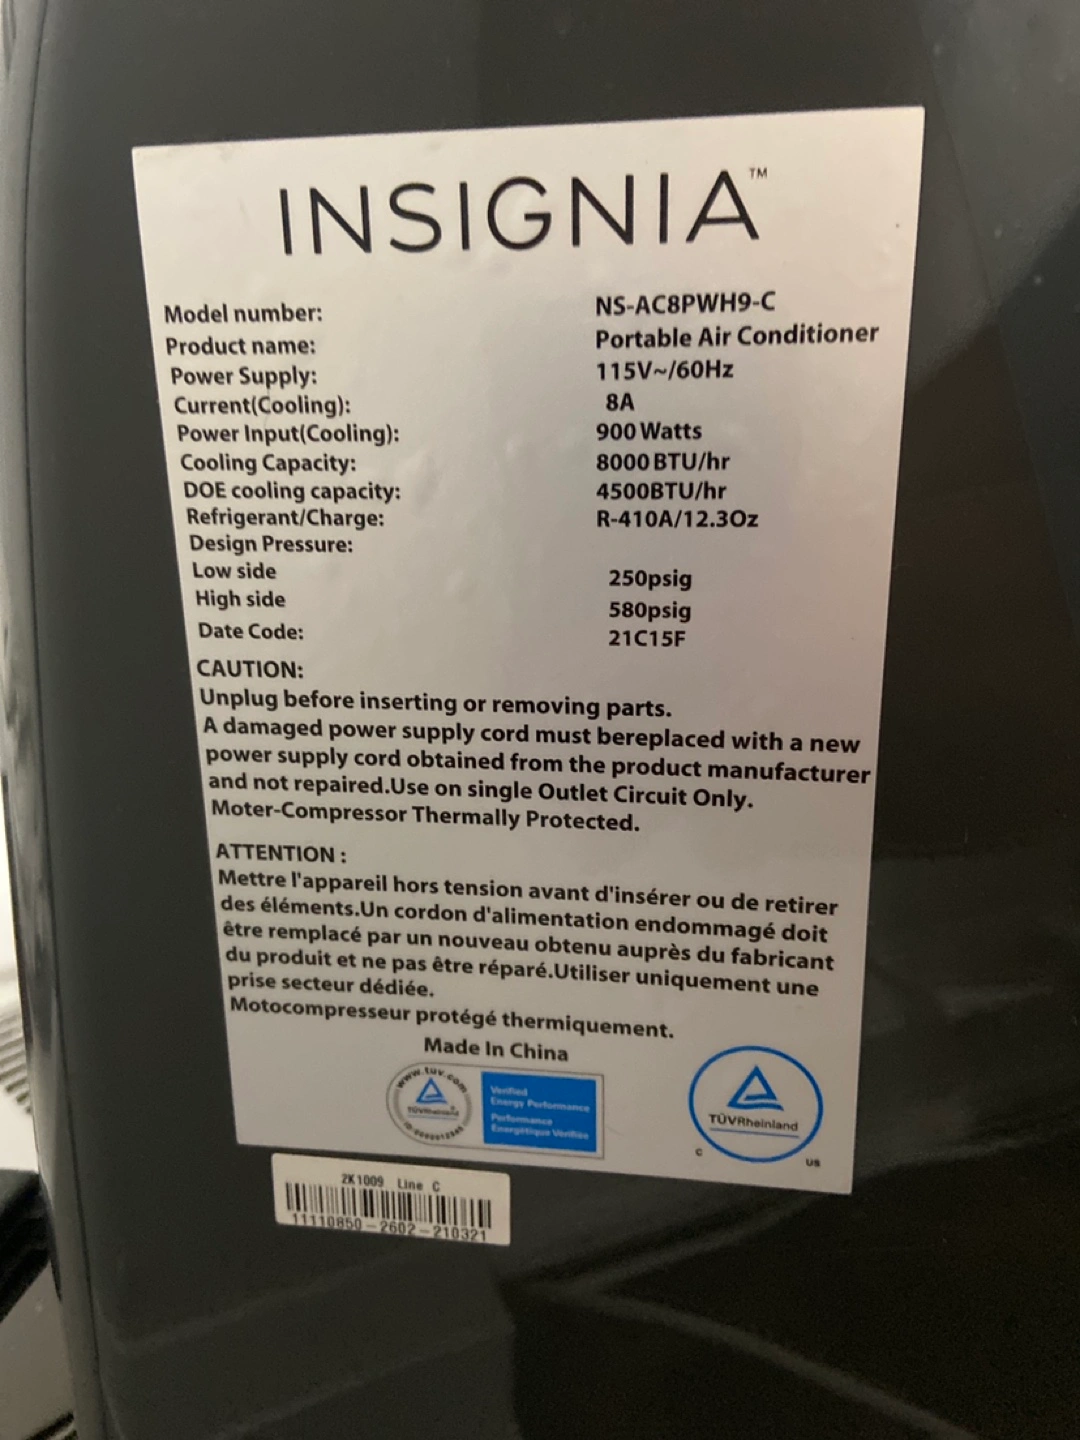 INSIGNIA™
Model number: NS-AC8PWH9-C
Product name: Portable Air Conditioner
Power Supply: 115V~/60Hz
Current(Cooling): 8A
Power Input(Cooling): 900 Watts
Cooling Capacity: 8000 BTU/hr
DOE cooling capacity: 4500BTU/hr
Refrigerant/Charge: R-410A/12.3Oz
Design Pressure:
Low side 250psig
High side 580psig
Date Code: 21C15F
CAUTION:
Unplug before inserting or removing parts.
A damaged power supply cord must bereplaced with a new
power supply cord obtained from the product manufacturer
and not repaired.Use on single Outlet Circuit Only.
Moter-Compressor Thermally Protected.
ATTENTION :
Mettre l'appareil hors tension avant d'insérer ou de retirer
des éléments.Un cordon d'alimentation endommagé doit
être remplacé par un nouveau obtenu auprès du fabricant
du produit et ne pas être réparé.Utiliser uniquement une
prise secteur dédiée.
Motocompresseur protégé thermiquement.
Made In China
www.tuv.com
TÜVRheinland
Verified
Energy Performance
Performance
Énergétique Vérifiée
TÜVRheinland
C US
2K1009 Line C
11110850-2602-210321